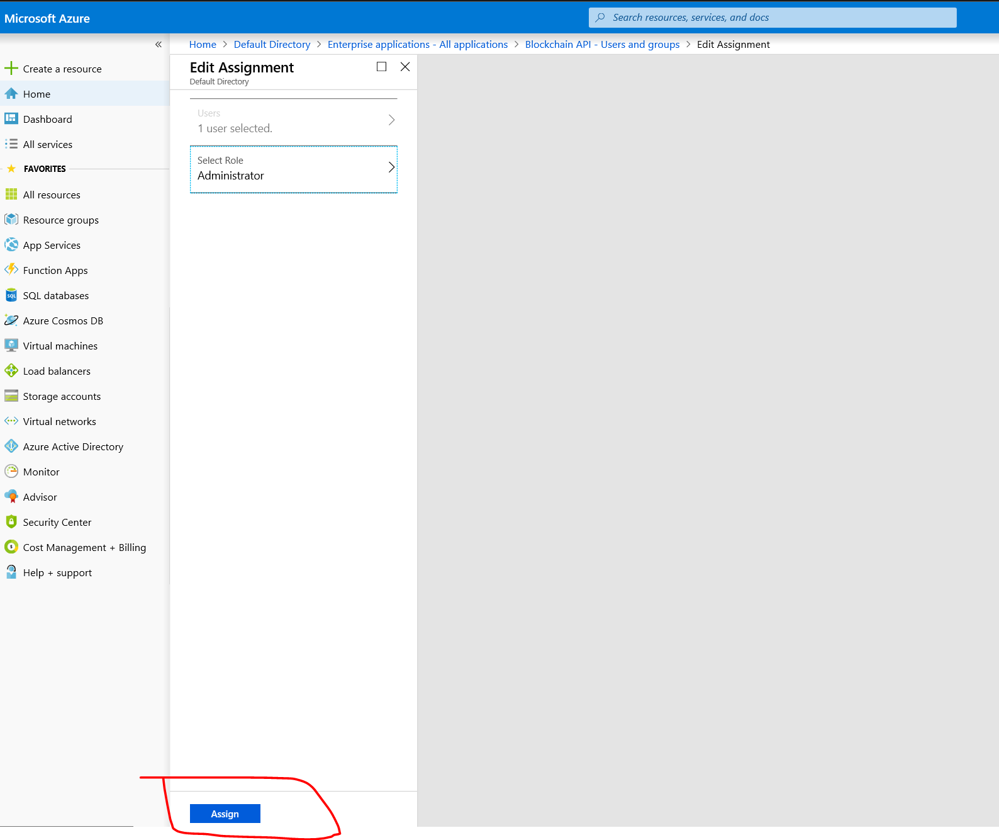 Microsoft Azure
Search resources, services, and docs
«
Home > Default Directory > Enterprise applications - All applications > Blockchain API - Users and groups > Edit Assignment
Create a resource
Home
Dashboard
All services
FAVORITES
All resources
Resource groups
App Services
Function Apps
SQL databases
Azure Cosmos DB
Virtual machines
Load balancers
Storage accounts
Virtual networks
Azure Active Directory
Monitor
Advisor
Security Center
Cost Management + Billing
Help + support
Edit Assignment
Default Directory
Users
1 user selected.
Select Role
Administrator
Assign